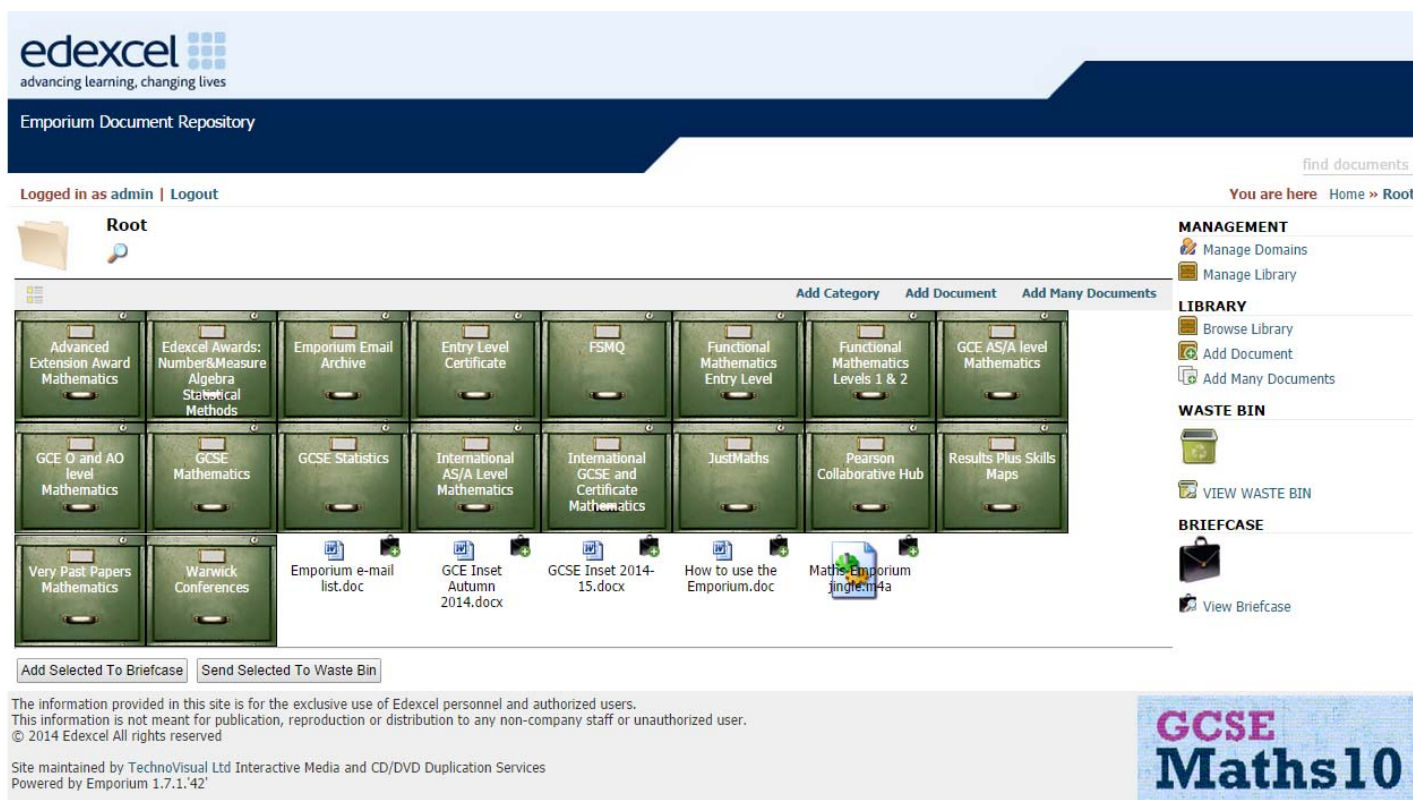 edexcel
advancing learning, changing lives
Emporium Document Repository
find documents
Logged in as admin | Logout
You are here Home » Root
Root
Add Category Add Document Add Many Documents
Advanced
Extension Award
Mathematics
Edexcel Awards:
Number&Measure
Algebra
Statistical
Methods
Emporium Email
Archive
Entry Level
Certificate
FSMQ
Functional
Mathematics
Entry Level
Functional
Mathematics
Levels 1 & 2
GCE AS/A level
Mathematics
GCE O and AO
level
Mathematics
GCSE
Mathematics
GCSE Statistics
International
AS/A Level
Mathematics
International
GCSE and
Certificate
Mathematics
JustMaths
Pearson
Collaborative Hub
Results Plus Skills
Maps
Very Past Papers
Mathematics
Warwick
Conferences
Emporium e-mail
list.doc
GCE Inset
Autumn
2014.docx
GCSE Inset 2014-
15.docx
How to use the
Emporium.doc
Maths Emporium
jingle.m4a
Add Selected To Briefcase Send Selected To Waste Bin
MANAGEMENT
Manage Domains
Manage Library
LIBRARY
Browse Library
Add Document
Add Many Documents
WASTE BIN
VIEW WASTE BIN
BRIEFCASE
View Briefcase
The information provided in this site is for the exclusive use of Edexcel personnel and authorized users.
This information is not meant for publication, reproduction or distribution to any non-company staff or unauthorized user.
© 2014 Edexcel All rights reserved
Site maintained by TechnoVisual Ltd Interactive Media and CD/DVD Duplication Services
Powered by Emporium 1.7.1.'42'
GCSE
Maths10